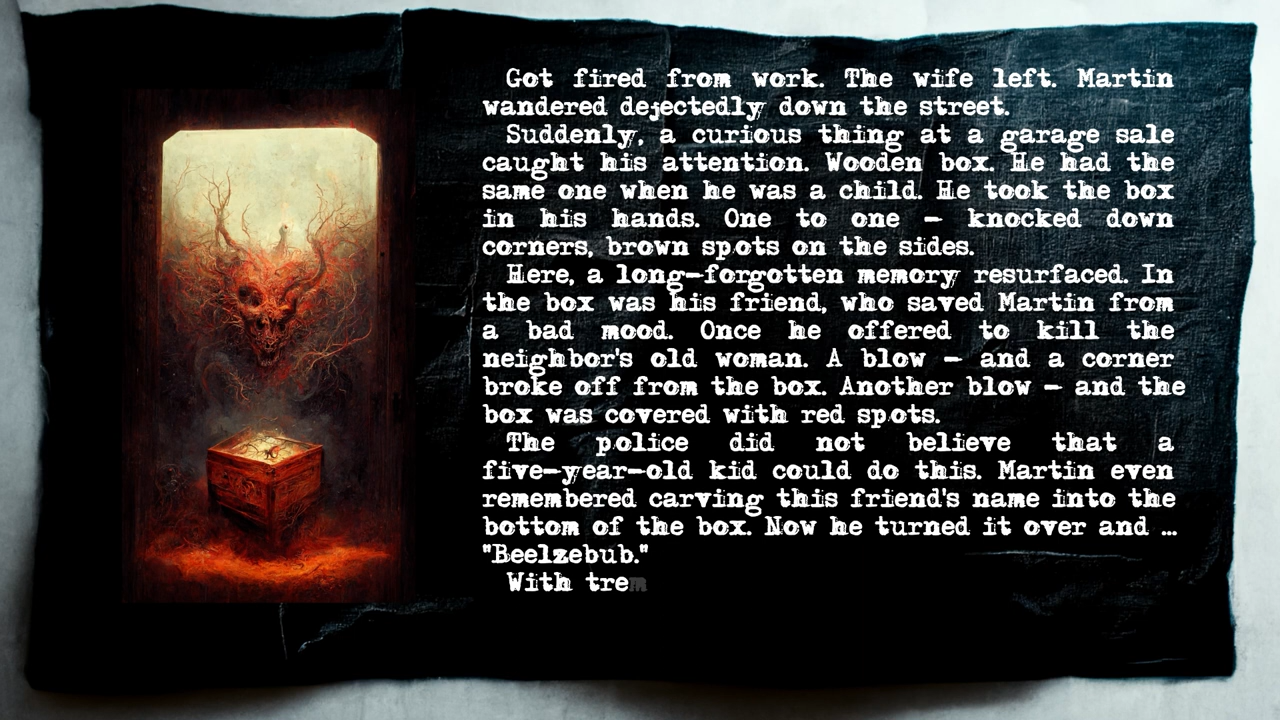 Got fired from work. The wife left. Martin
wandered dejectedly down the street.
Suddenly, a curious thing at a garage sale
caught his attention. Wooden box. He had the
same one when he was a child. He took the box
in his hands. One to one – knocked down
corners, brown spots on the sides.
Here, a long-forgotten memory resurfaced. In
the box was his friend, who saved Martin from
a bad mood. Once he offered to kill the
neighbor's old woman. A blow – and a corner
broke off from the box. Another blow – and the
box was covered with red spots.
The police did not believe that a
five-year-old kid could do this. Martin even
remembered carving this friend's name into the
bottom of the box. Now he turned it over and …
"Beelzebub."
With trem